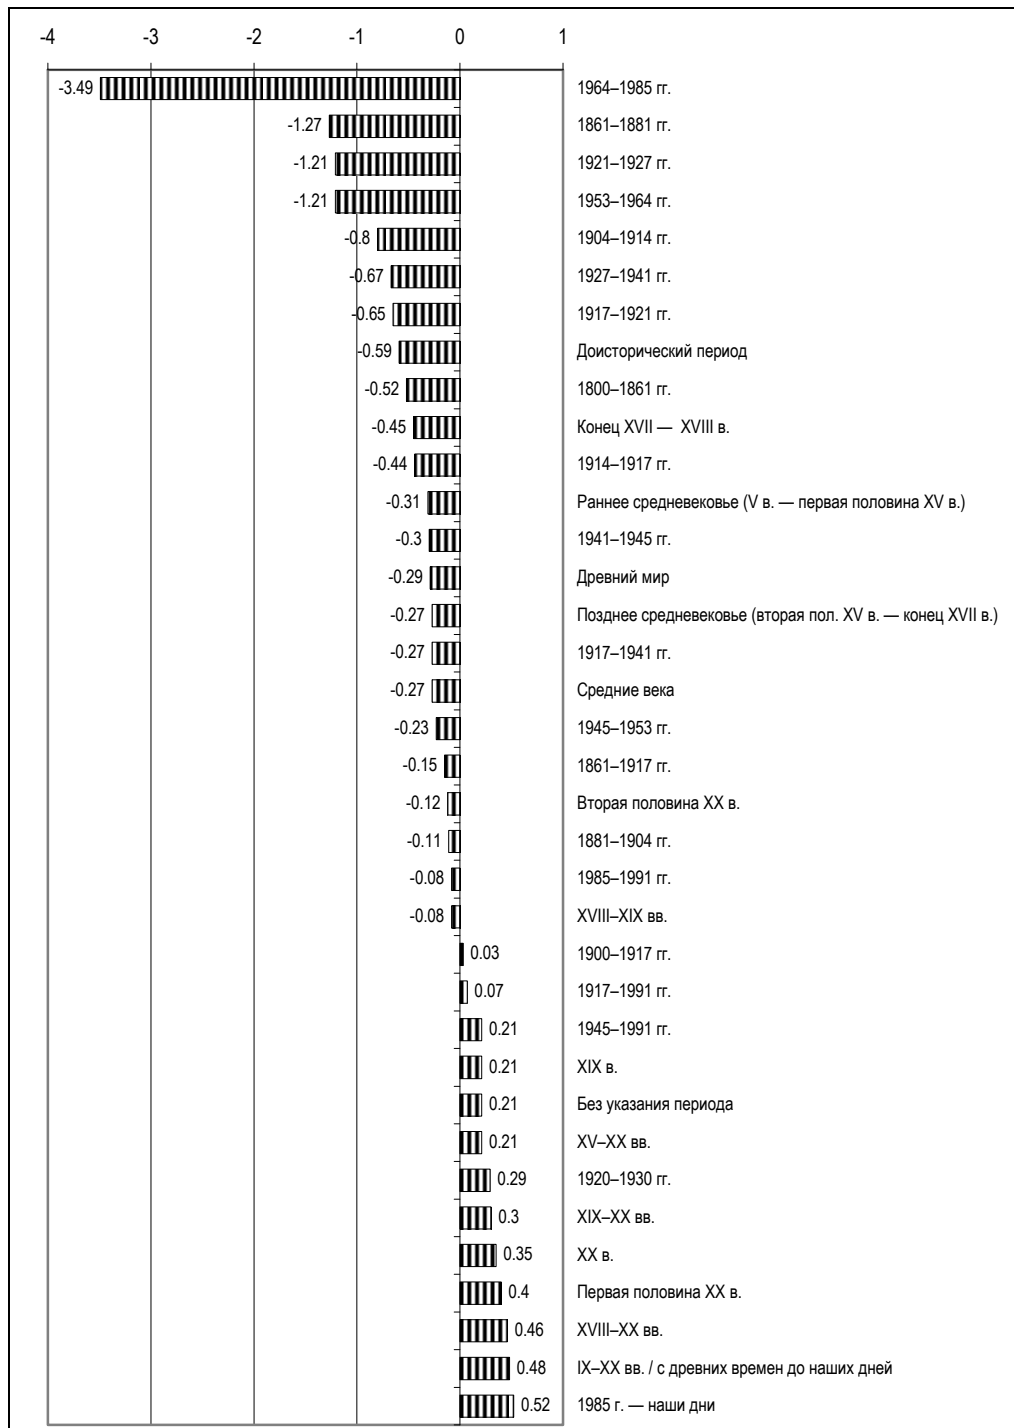 -4 -3 -2 -1 0 1
-3.49 1964–1985 гг.
-1.27 1861–1881 гг.
-1.21 1921–1927 гг.
-1.21 1953–1964 гг.
-0.8 1904–1914 гг.
-0.67 1927–1941 гг.
-0.65 1917–1921 гг.
-0.59 Доисторический период
-0.52 1800–1861 гг.
-0.45 Конец XVII — XVIII в.
-0.44 1914–1917 гг.
-0.31 Раннее средневековье (V в. — первая половина XV в.)
-0.3 1941–1945 гг.
-0.29 Древний мир
-0.27 Позднее средневековье (вторая пол. XV в. — конец XVII в.)
-0.27 1917–1941 гг.
-0.27 Средние века
-0.23 1945–1953 гг.
-0.15 1861–1917 гг.
-0.12 Вторая половина XX в.
-0.11 1881–1904 гг.
-0.08 1985–1991 гг.
-0.08 XVIII–XIX вв.
0.03 1900–1917 гг.
0.07 1917–1991 гг.
0.21 1945–1991 гг.
0.21 XIX в.
0.21 Без указания периода
0.21 XV–XX вв.
0.29 1920–1930 гг.
0.3 XIX–XX вв.
0.35 XX в.
0.4 Первая половина XX в.
0.46 XVIII–XX вв.
0.48 IX–XX вв. / с древних времен до наших дней
0.52 1985 г. — наши дни